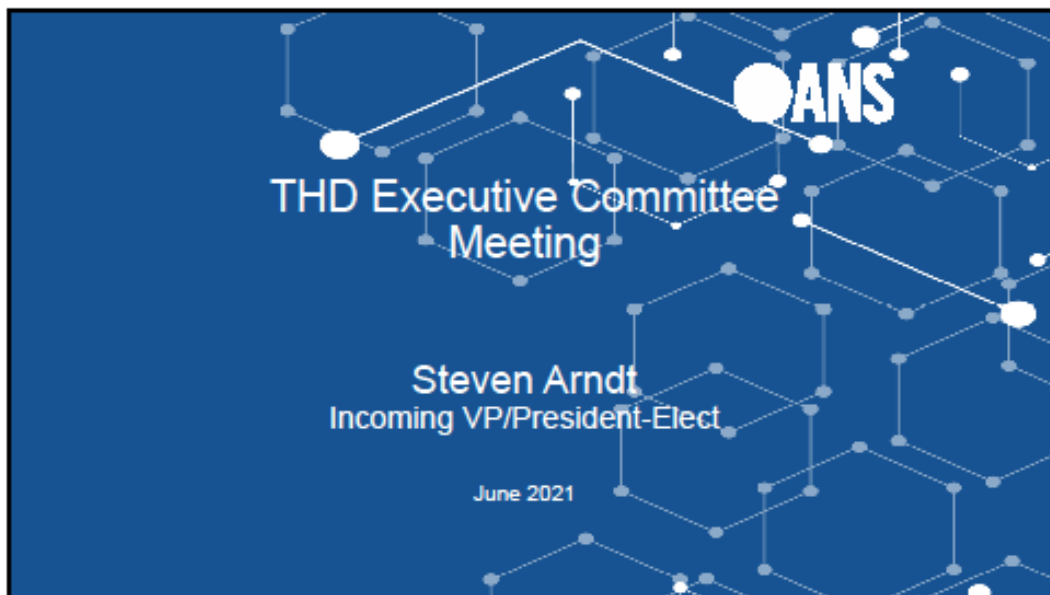 ANS
THD Executive Committee
Meeting
Steven Arndt
Incoming VP/President-Elect
June 2021